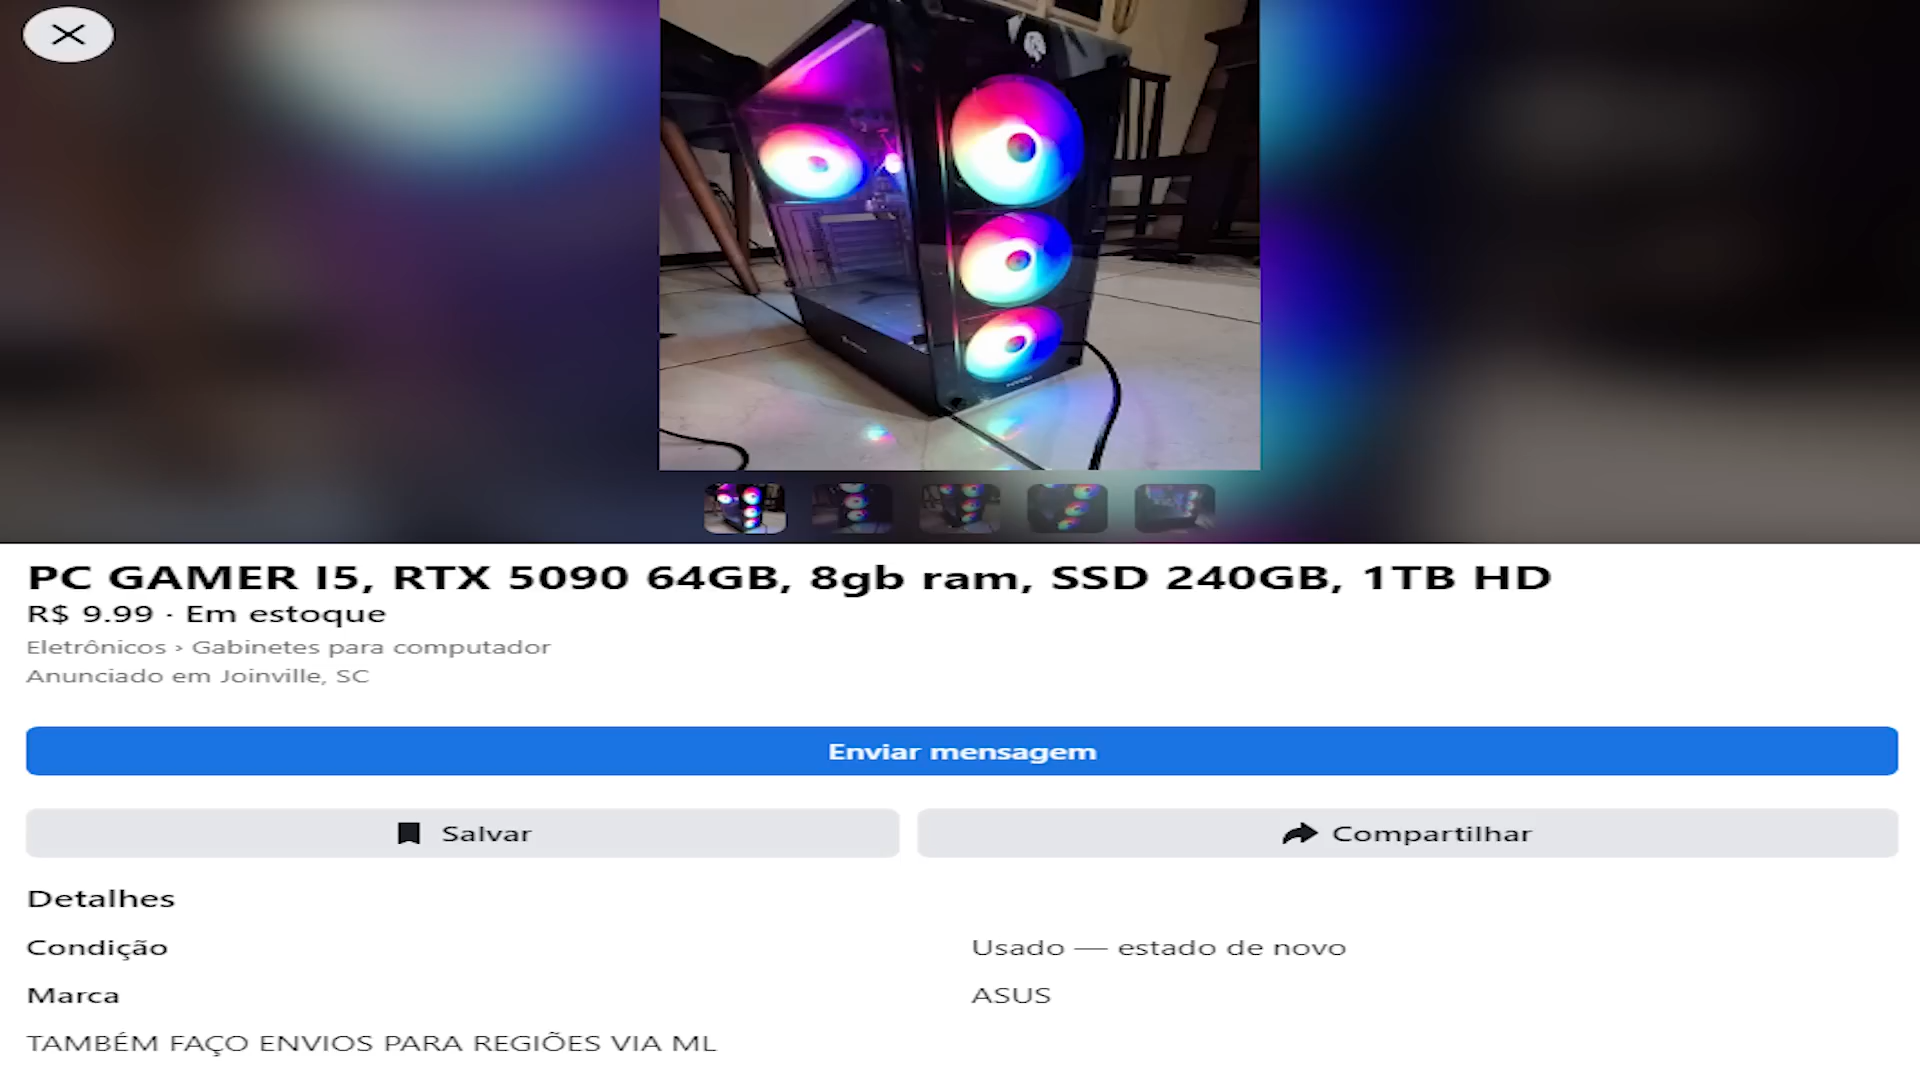 PC GAMER I5, RTX 5090 64GB, 8gb ram, SSD 240GB, 1TB HD
R$ 9.99 · Em estoque
Eletrônicos › Gabinetes para computador
Anunciado em Joinville, SC
Enviar mensagem
Salvar
Compartilhar
Detalhes
Condição
Usado — estado de novo
Marca
ASUS
TAMBÉM FAÇO ENVIOS PARA REGIÕES VIA ML